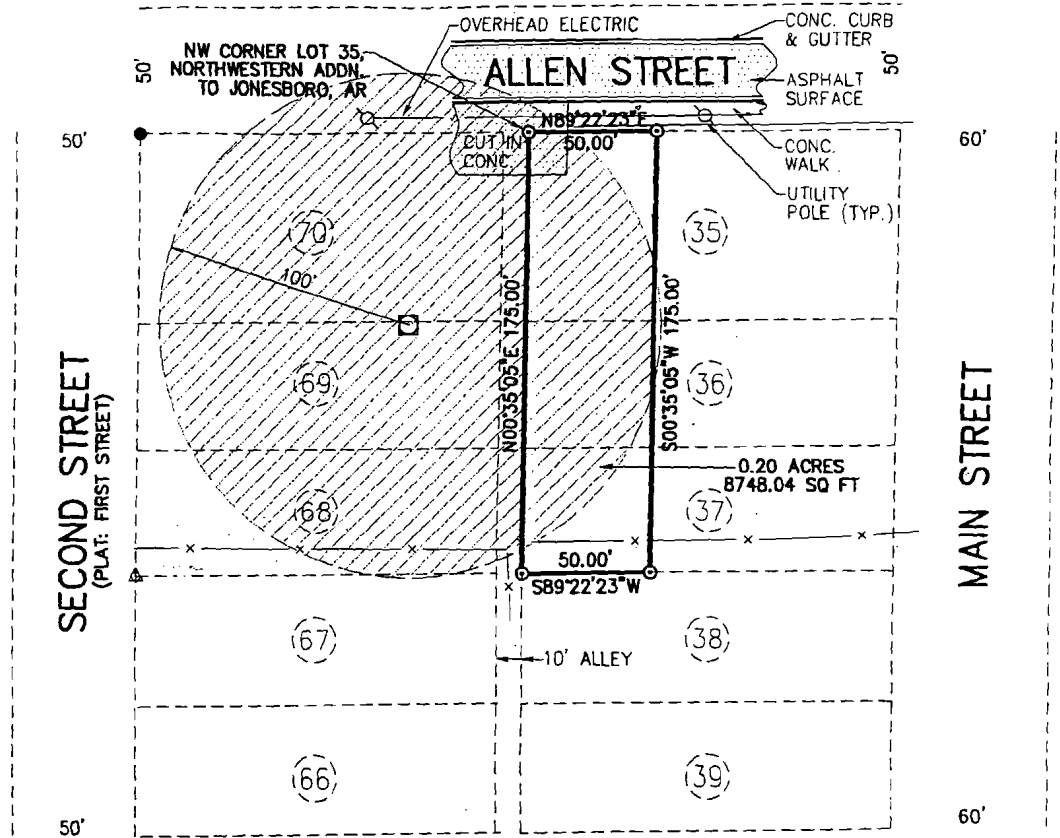 OVERHEAD ELECTRIC
CONC. CURB
& GUTTER
NW CORNER LOT 35,
NORTHWESTERN ADDN.
TO JONESBORO, AR
50'
ALLEN STREET
50'
ASPHALT
SURFACE
50'
N89°22'23"E
50.00'
60'
CUT IN
CONC.
CONC.
WALK
UTILITY
POLE (TYP.)
70
35
100'
N00°35'05"E 175.00'
S00°35'05"W 175.00'
69
36
SECOND STREET
(PLAT: FIRST STREET)
MAIN STREET
0.20 ACRES
8748.04 SQ FT
68
37
50.00'
S89°22'23"W
67
38
10' ALLEY
66
39
50'
60'